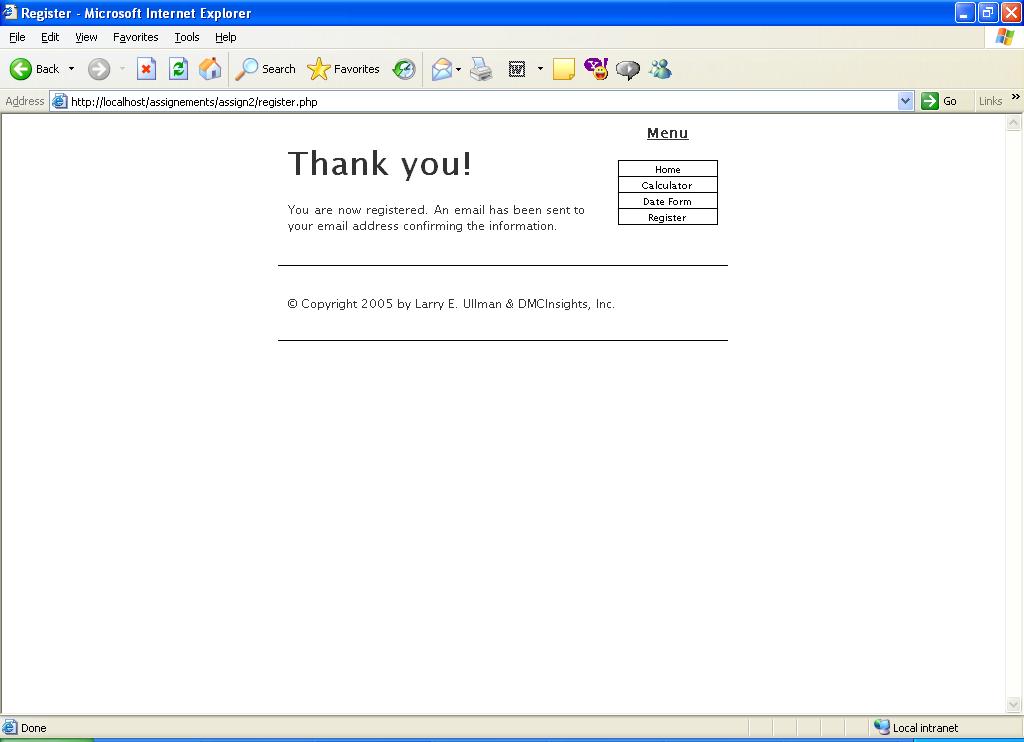 Register - Microsoft Internet Explorer
File Edit View Favorites Tools Help
Back Search Favorites
Address http://localhost/assignements/assign2/register.php Go Links »
Menu
Thank you!
Home
Calculator
Date Form
Register
You are now registered. An email has been sent to
your email address confirming the information.
© Copyright 2005 by Larry E. Ullman & DMCInsights, Inc.
Done Local intranet